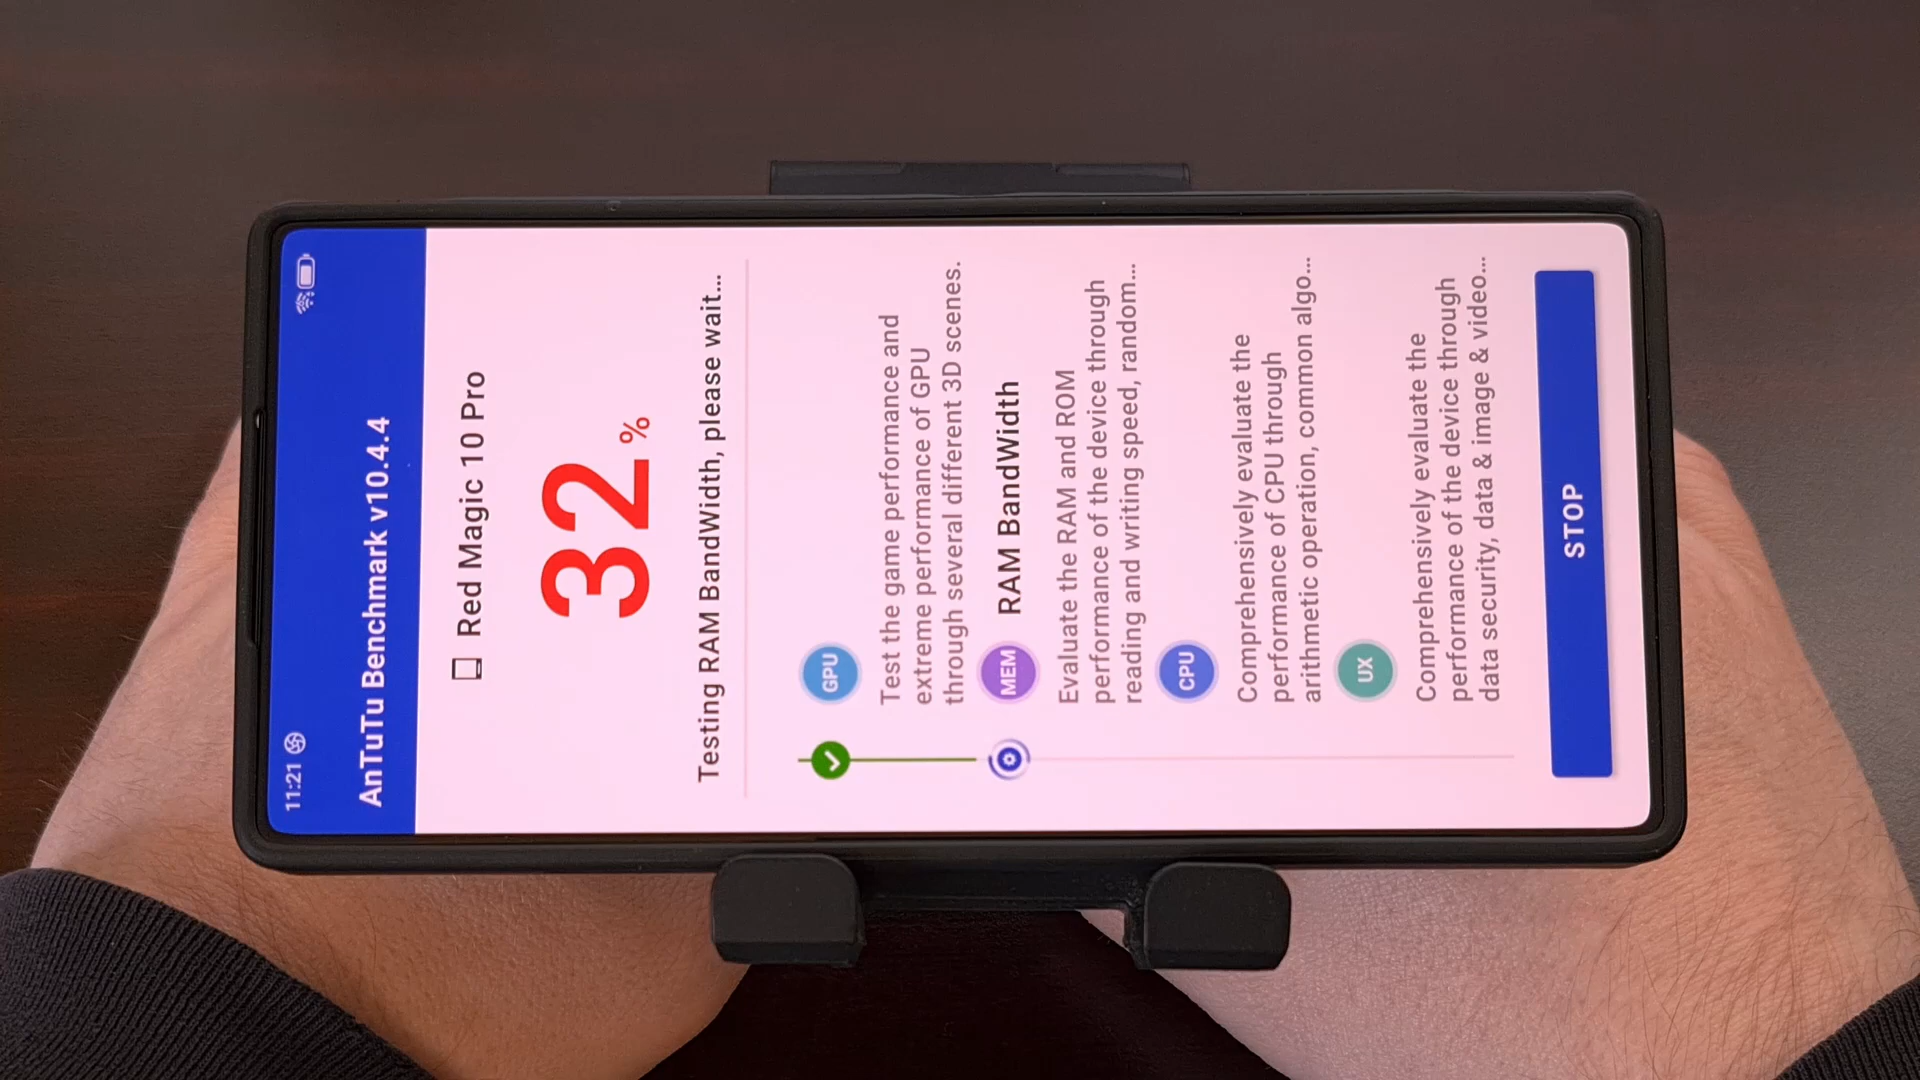 11:21
AnTuTu Benchmark v10.4.4
Red Magic 10 Pro
32%
Testing RAM BandWidth, please wait...
GPU
Test the game performance and
extreme performance of GPU
through several different 3D scenes.
MEM RAM BandWidth
Evaluate the RAM and ROM
performance of the device through
reading and writing speed, random...
CPU
Comprehensively evaluate the
performance of CPU through
arithmetic operation, common algo...
UX
Comprehensively evaluate the
performance of the device through
data security, data & image & video...
STOP